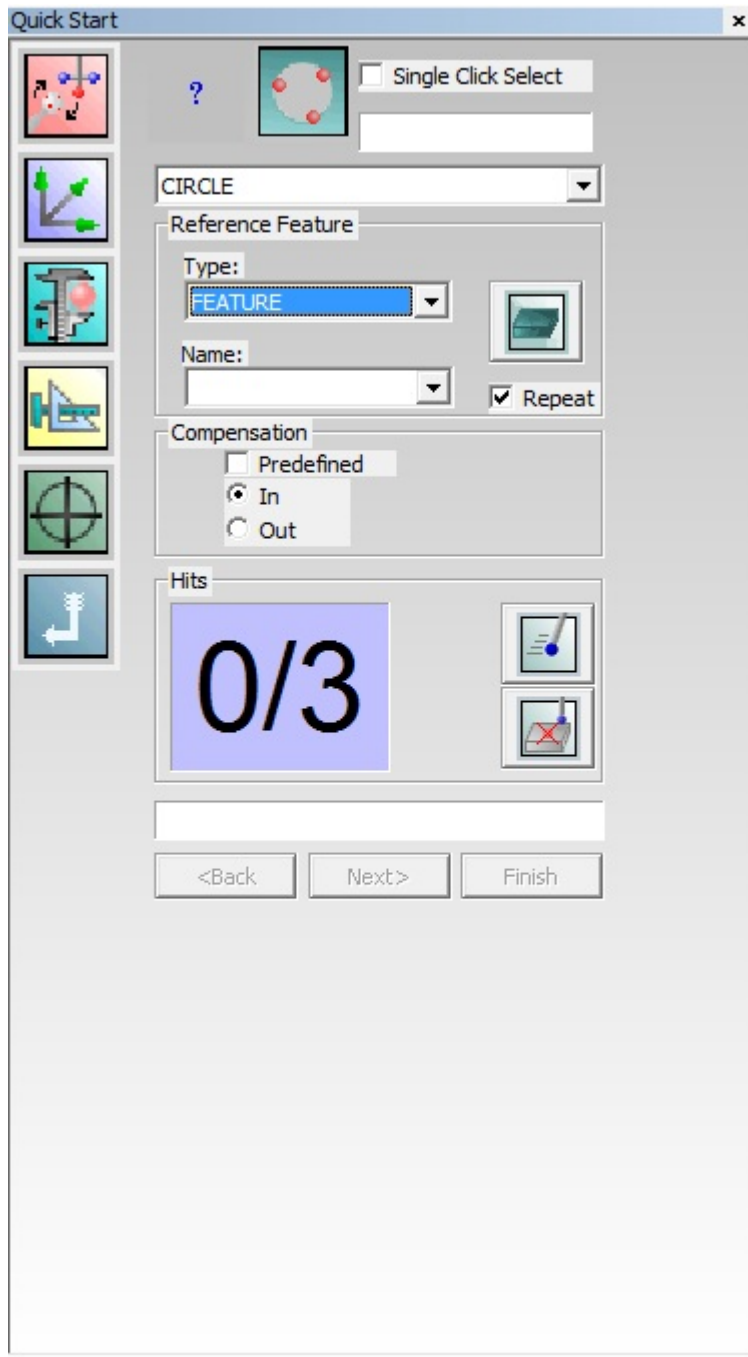 Quick Start
?
Single Click Select
CIRCLE
Reference Feature
Type:
FEATURE
Name:
Repeat
Compensation
Predefined
In
Out
Hits
0/3
<Back Next> Finish